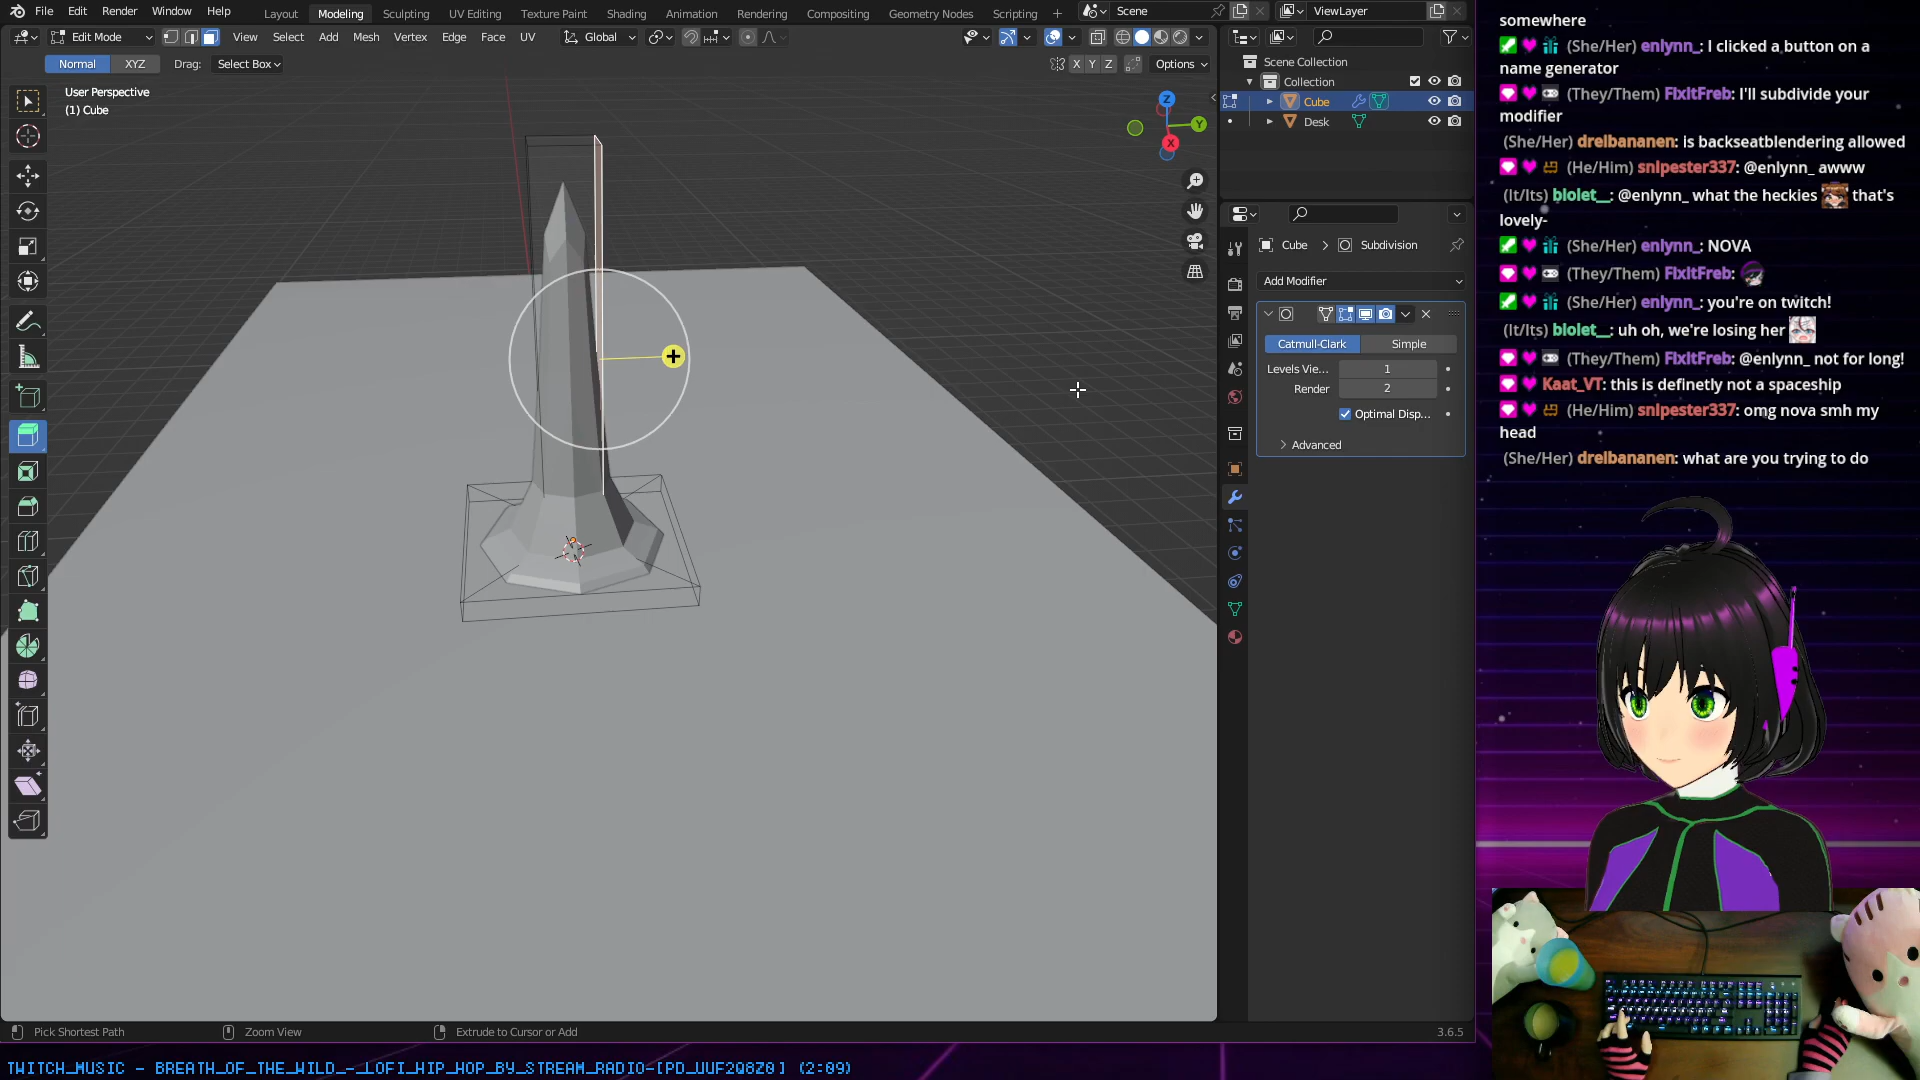 File Edit Render Window Help
Layout Modeling Sculpting UV Editing Texture Paint Shading Animation Rendering Compositing Geometry Nodes Scripting +
Scene
ViewLayer
Edit Mode
View Select Add Mesh Vertex Edge Face UV
Global
Normal XYZ Drag: Select Box
X Y Z Options
User Perspective
(1) Cube
Z
Y
X
Scene Collection
Collection
Cube
Desk
Cube > Subdivision
Add Modifier
Catmull-Clark Simple
Levels Vie... 1
Render 2
Optimal Disp...
Advanced
Pick Shortest Path
Zoom View
Extrude to Cursor or Add
3.6.5
somewhere
(She/Her) enlynn_: I clicked a button on a
name generator
(They/Them) FixitFreb: I'll subdivide your
modifier
(She/Her) dreibananen: is backseatblendering allowed
(He/Him) snipester337: @enlynn_ awww
(It/Its) biolet__: @enlynn_ what the heckies that's
lovely-
(She/Her) enlynn_: NOVA
(They/Them) FixitFreb:
(She/Her) enlynn_: you're on twitch!
(It/Its) biolet__: uh oh, we're losing her
(They/Them) FixitFreb: @enlynn_ not for long!
Kaat_VT: this is definetly not a spaceship
(He/Him) snipester337: omg nova smh my
head
(She/Her) dreibananen: what are you trying to do
TWITCH_MUSIC - BREATH_OF_THE_WILD_-_LOFI_HIP_HOP_BY_STREAM_RADIO-[PD_UUF2Q8Z0] (2:09)